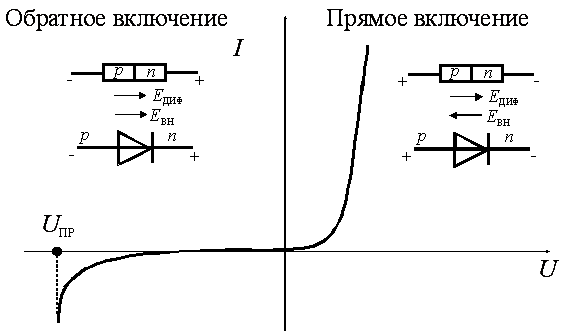 Обратное включение
Прямое включение
I
p n
- +
Eдиф
Eвн
p n
- +
p n
+ -
Eдиф
Eвн
p n
+ -
UПР
U